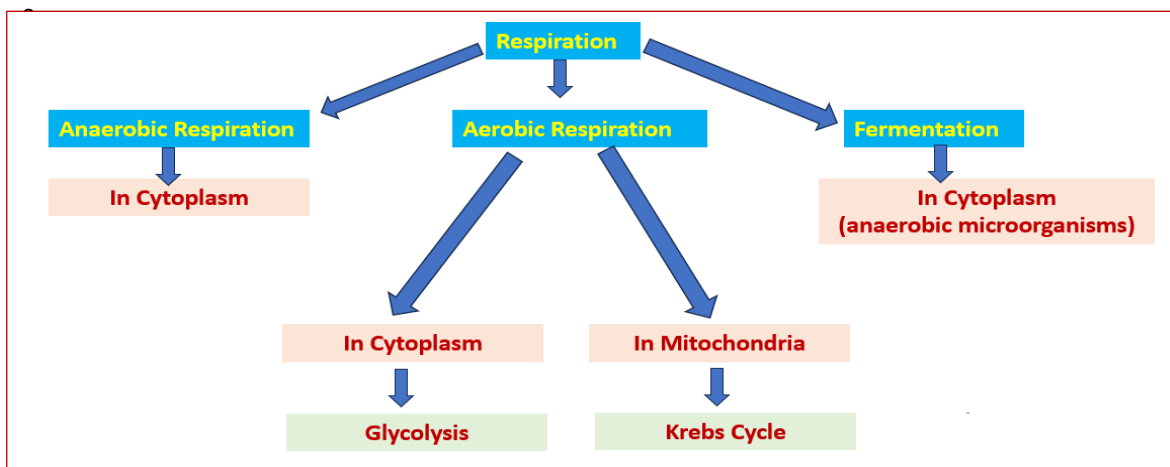 Respiration
Anaerobic Respiration
Aerobic Respiration
Fermentation
In Cytoplasm
In Cytoplasm
(anaerobic microorganisms)
In Cytoplasm
In Mitochondria
Glycolysis
Krebs Cycle